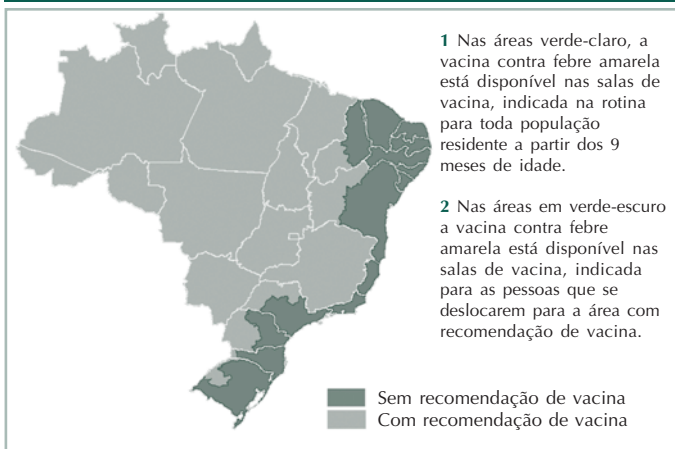 1 Nas áreas verde-claro, a
vacina contra febre amarela
está disponível nas salas de
vacina, indicada na rotina
para toda população
residente a partir dos 9
meses de idade.
2 Nas áreas em verde-escuro
a vacina contra febre
amarela está disponível nas
salas de vacina, indicada
para as pessoas que se
deslocarem para a área com
recomendação de vacina.
Sem recomendação de vacina
Com recomendação de vacina